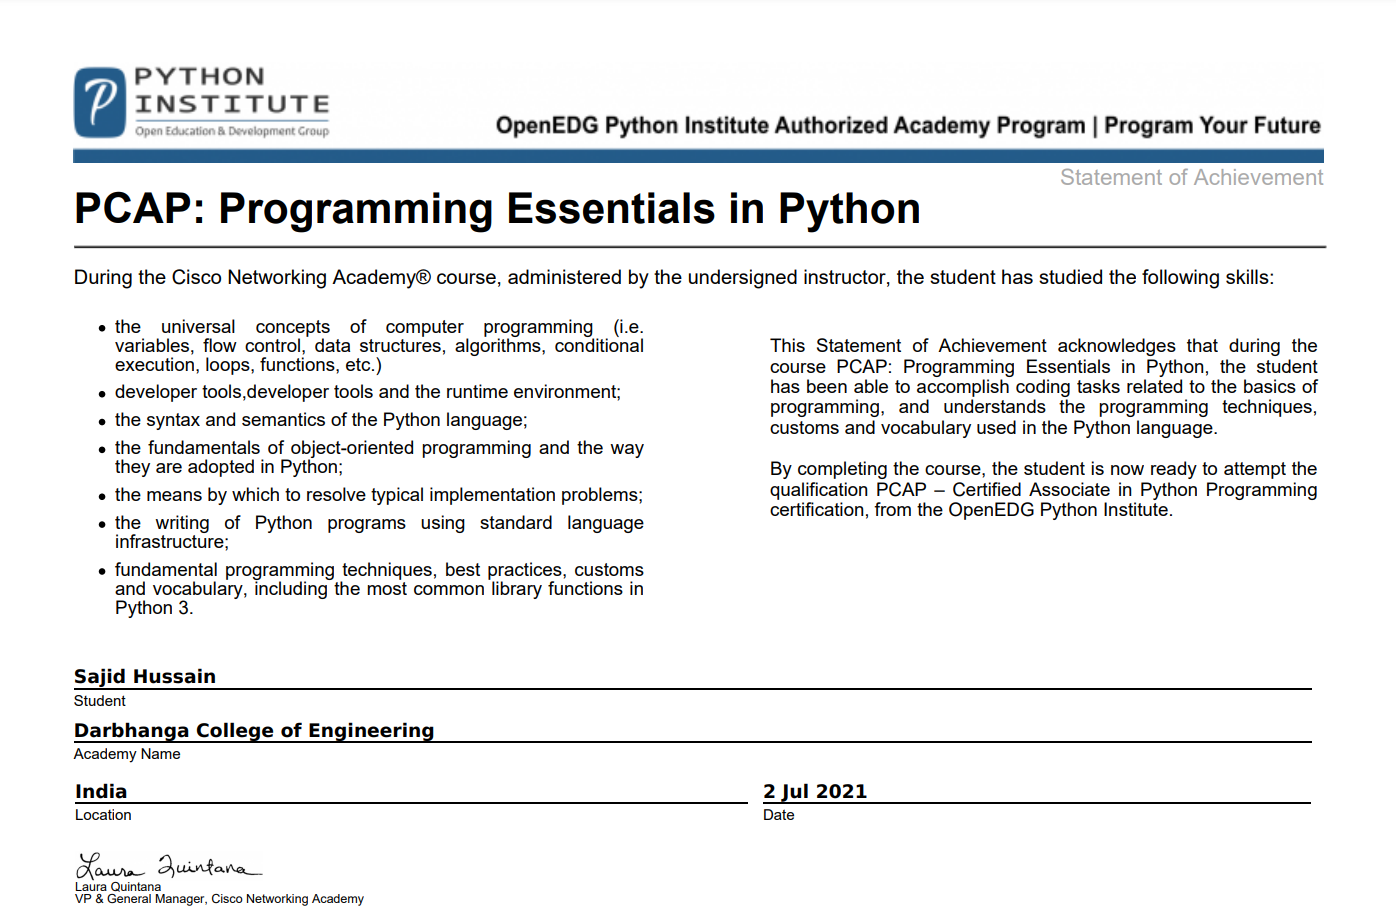 PYTHON
INSTITUTE
Open Education & Development Group
OpenEDG Python Institute Authorized Academy Program | Program Your Future
Statement of Achievement
PCAP: Programming Essentials in Python
During the Cisco Networking Academy® course, administered by the undersigned instructor, the student has studied the following skills:
• the universal concepts of computer programming (i.e.
variables, flow control, data structures, algorithms, conditional
execution, loops, functions, etc.)
• developer tools,developer tools and the runtime environment;
• the syntax and semantics of the Python language;
• the fundamentals of object-oriented programming and the way
they are adopted in Python;
• the means by which to resolve typical implementation problems;
• the writing of Python programs using standard language
infrastructure;
• fundamental programming techniques, best practices, customs
and vocabulary, including the most common library functions in
Python 3.
This Statement of Achievement acknowledges that during the
course PCAP: Programming Essentials in Python, the student
has been able to accomplish coding tasks related to the basics of
programming, and understands the programming techniques,
customs and vocabulary used in the Python language.
By completing the course, the student is now ready to attempt the
qualification PCAP – Certified Associate in Python Programming
certification, from the OpenEDG Python Institute.
Sajid Hussain
Student
Darbhanga College of Engineering
Academy Name
India
Location
2 Jul 2021
Date
Laura Quintana
Laura Quintana
VP & General Manager, Cisco Networking Academy